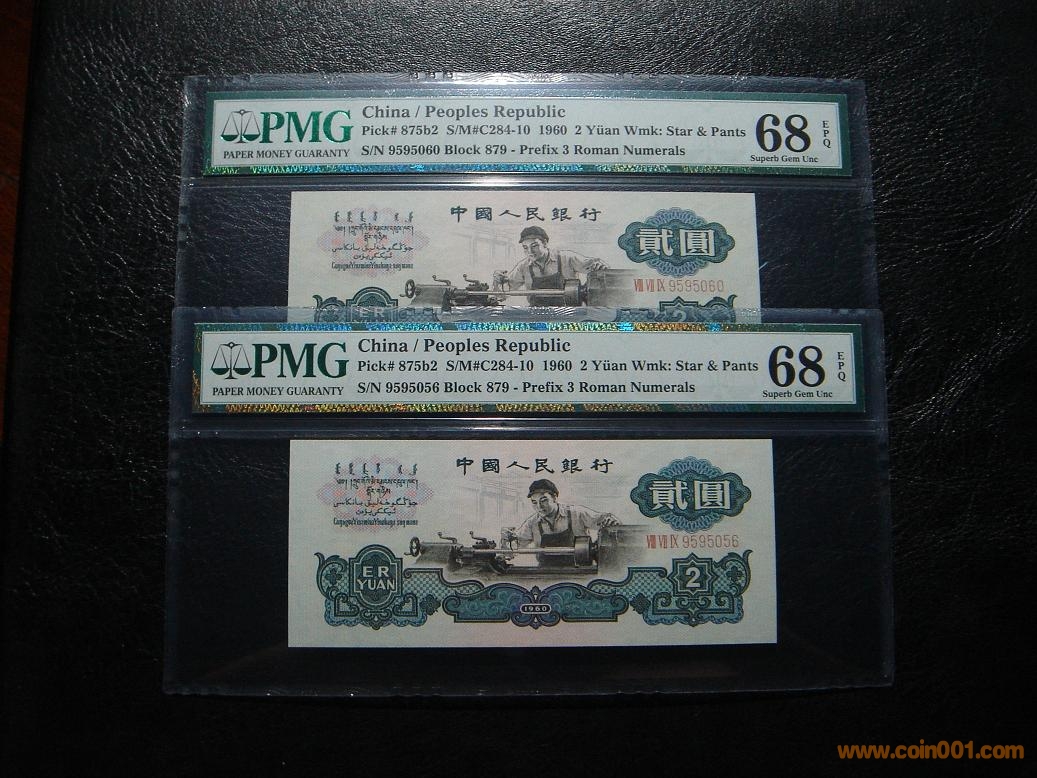 PMG
PAPER MONEY GUARANTY
China / Peoples Republic
Pick# 875b2 S/M#C284-10 1960 2 Yüan Wmk: Star & Pants
S/N 9595060 Block 879 - Prefix 3 Roman Numerals
68
EPQ
Superb Gem Unc
中國人民銀行
貳圓
VIII VII IX 9595060
ER
2
PMG
PAPER MONEY GUARANTY
China / Peoples Republic
Pick# 875b2 S/M#C284-10 1960 2 Yüan Wmk: Star & Pants
S/N 9595056 Block 879 - Prefix 3 Roman Numerals
68
EPQ
Superb Gem Unc
中國人民銀行
貳圓
VIII VII IX 9595056
ER
YUAN
2
1960
www.coin001.com